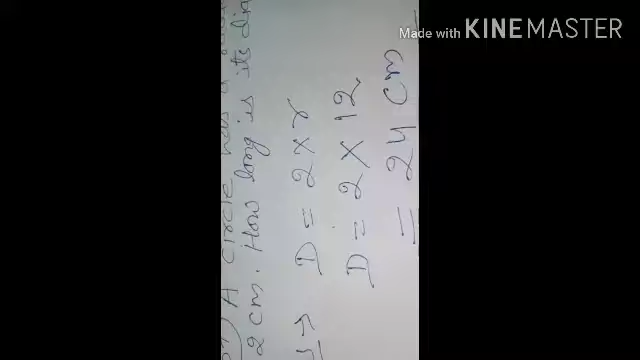 A Circle has a
2 cm. How long is its
D = 2 × r
D = 2 × 12
= 24 cm
Made with KINEMASTER